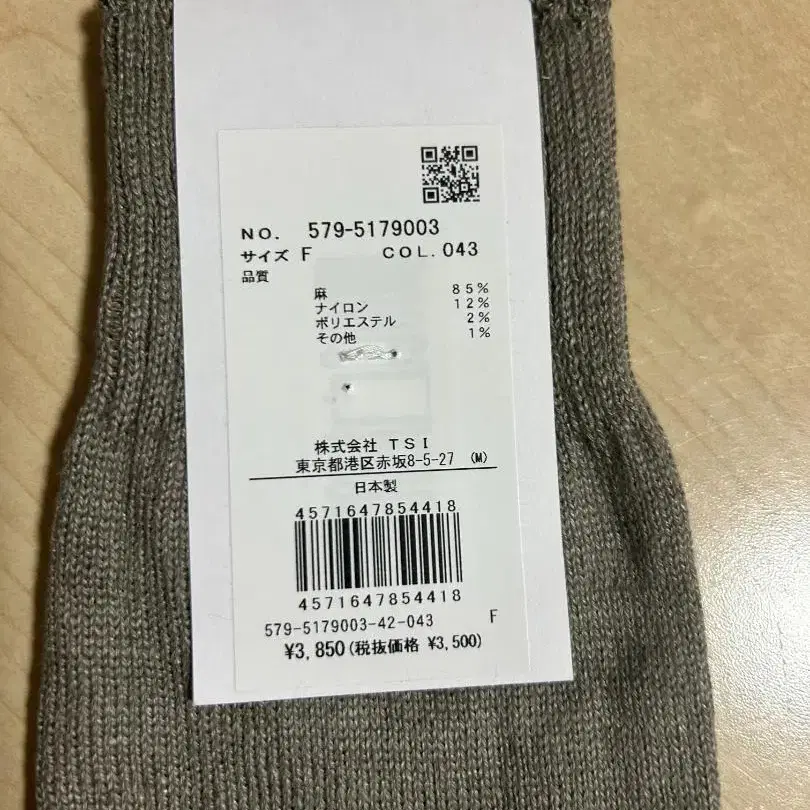 NO. 579-5179003
サイズ F COL. 043
品質
麻 85%
ナイロン 12%
ポリエステル 2%
その他 1%
株式会社 TSI
東京都港区赤坂8-5-27 (M)
日本製
4571647854418
4571647854418
579-5179003-42-043 F
¥3,850(税抜価格 ¥3,500)